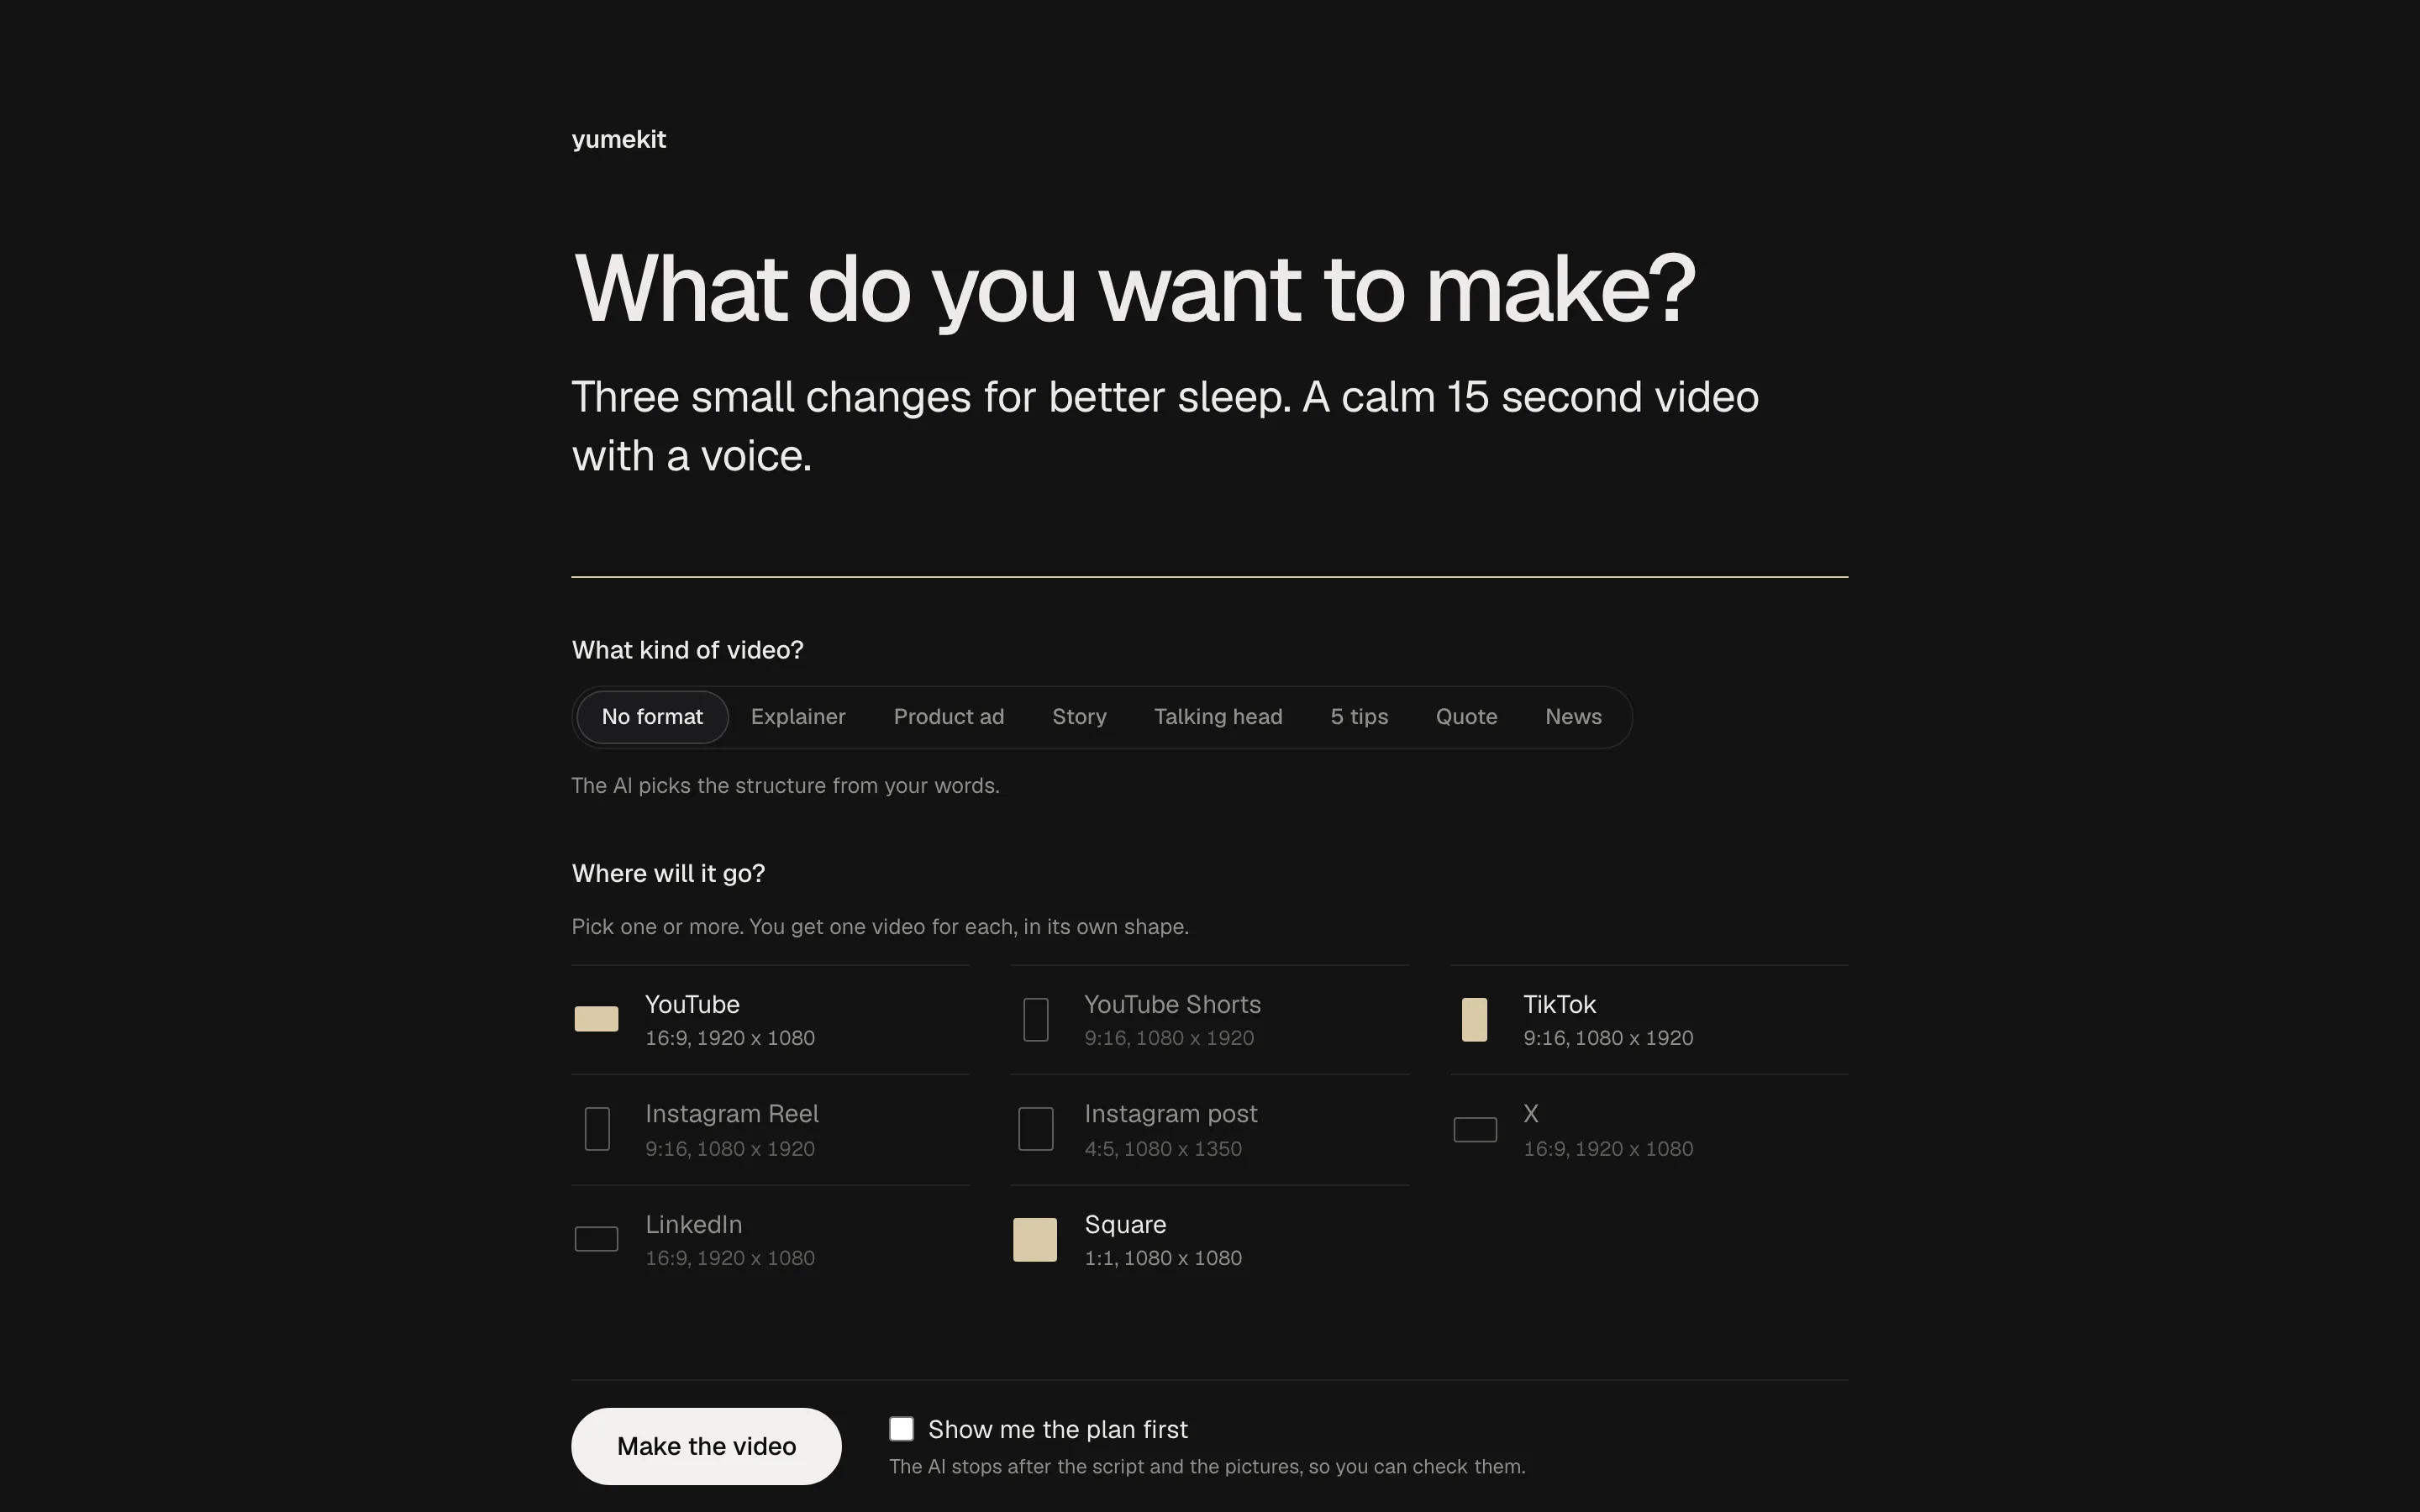 yumekit
What do you want to make?
Three small changes for better sleep. A calm 15 second video
with a voice.
What kind of video?
No format
Explainer
Product ad
Story
Talking head
5 tips
Quote
News
The AI picks the structure from your words.
Where will it go?
Pick one or more. You get one video for each, in its own shape.
YouTube
16:9, 1920 x 1080
YouTube Shorts
9:16, 1080 x 1920
TikTok
9:16, 1080 x 1920
Instagram Reel
9:16, 1080 x 1920
Instagram post
4:5, 1080 x 1350
X
16:9, 1920 x 1080
LinkedIn
16:9, 1920 x 1080
Square
1:1, 1080 x 1080
Make the video
Show me the plan first
The AI stops after the script and the pictures, so you can check them.